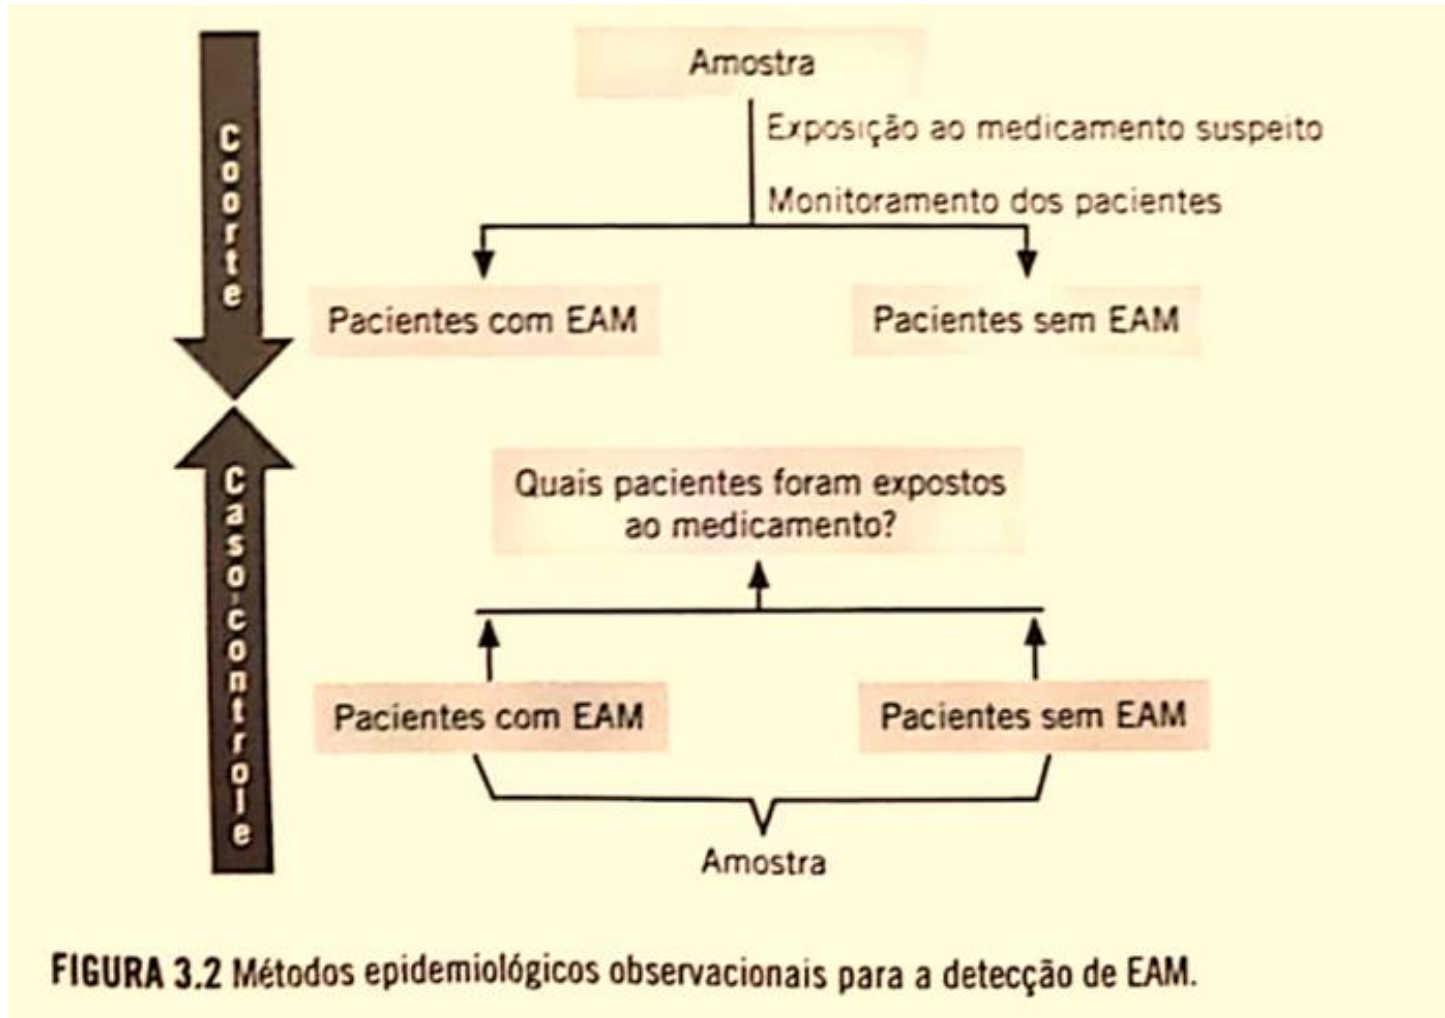 Coorte
Amostra
Exposição ao medicamento suspeito
Monitoramento dos pacientes
Pacientes com EAM
Pacientes sem EAM
Caso-controle
Quais pacientes foram expostos
ao medicamento?
Pacientes com EAM
Pacientes sem EAM
Amostra
FIGURA 3.2 Métodos epidemiológicos observacionais para a detecção de EAM.